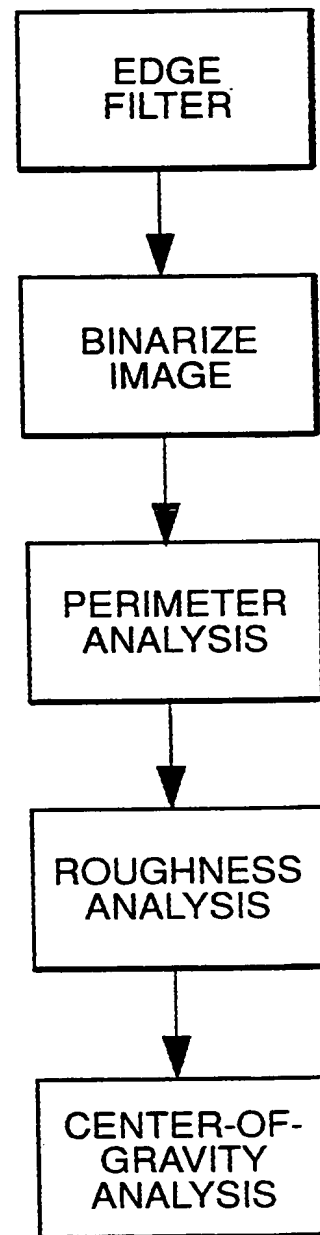 EDGE
FILTER
BINARIZE
IMAGE
PERIMETER
ANALYSIS
ROUGHNESS
ANALYSIS
CENTER-OF-
GRAVITY
ANALYSIS